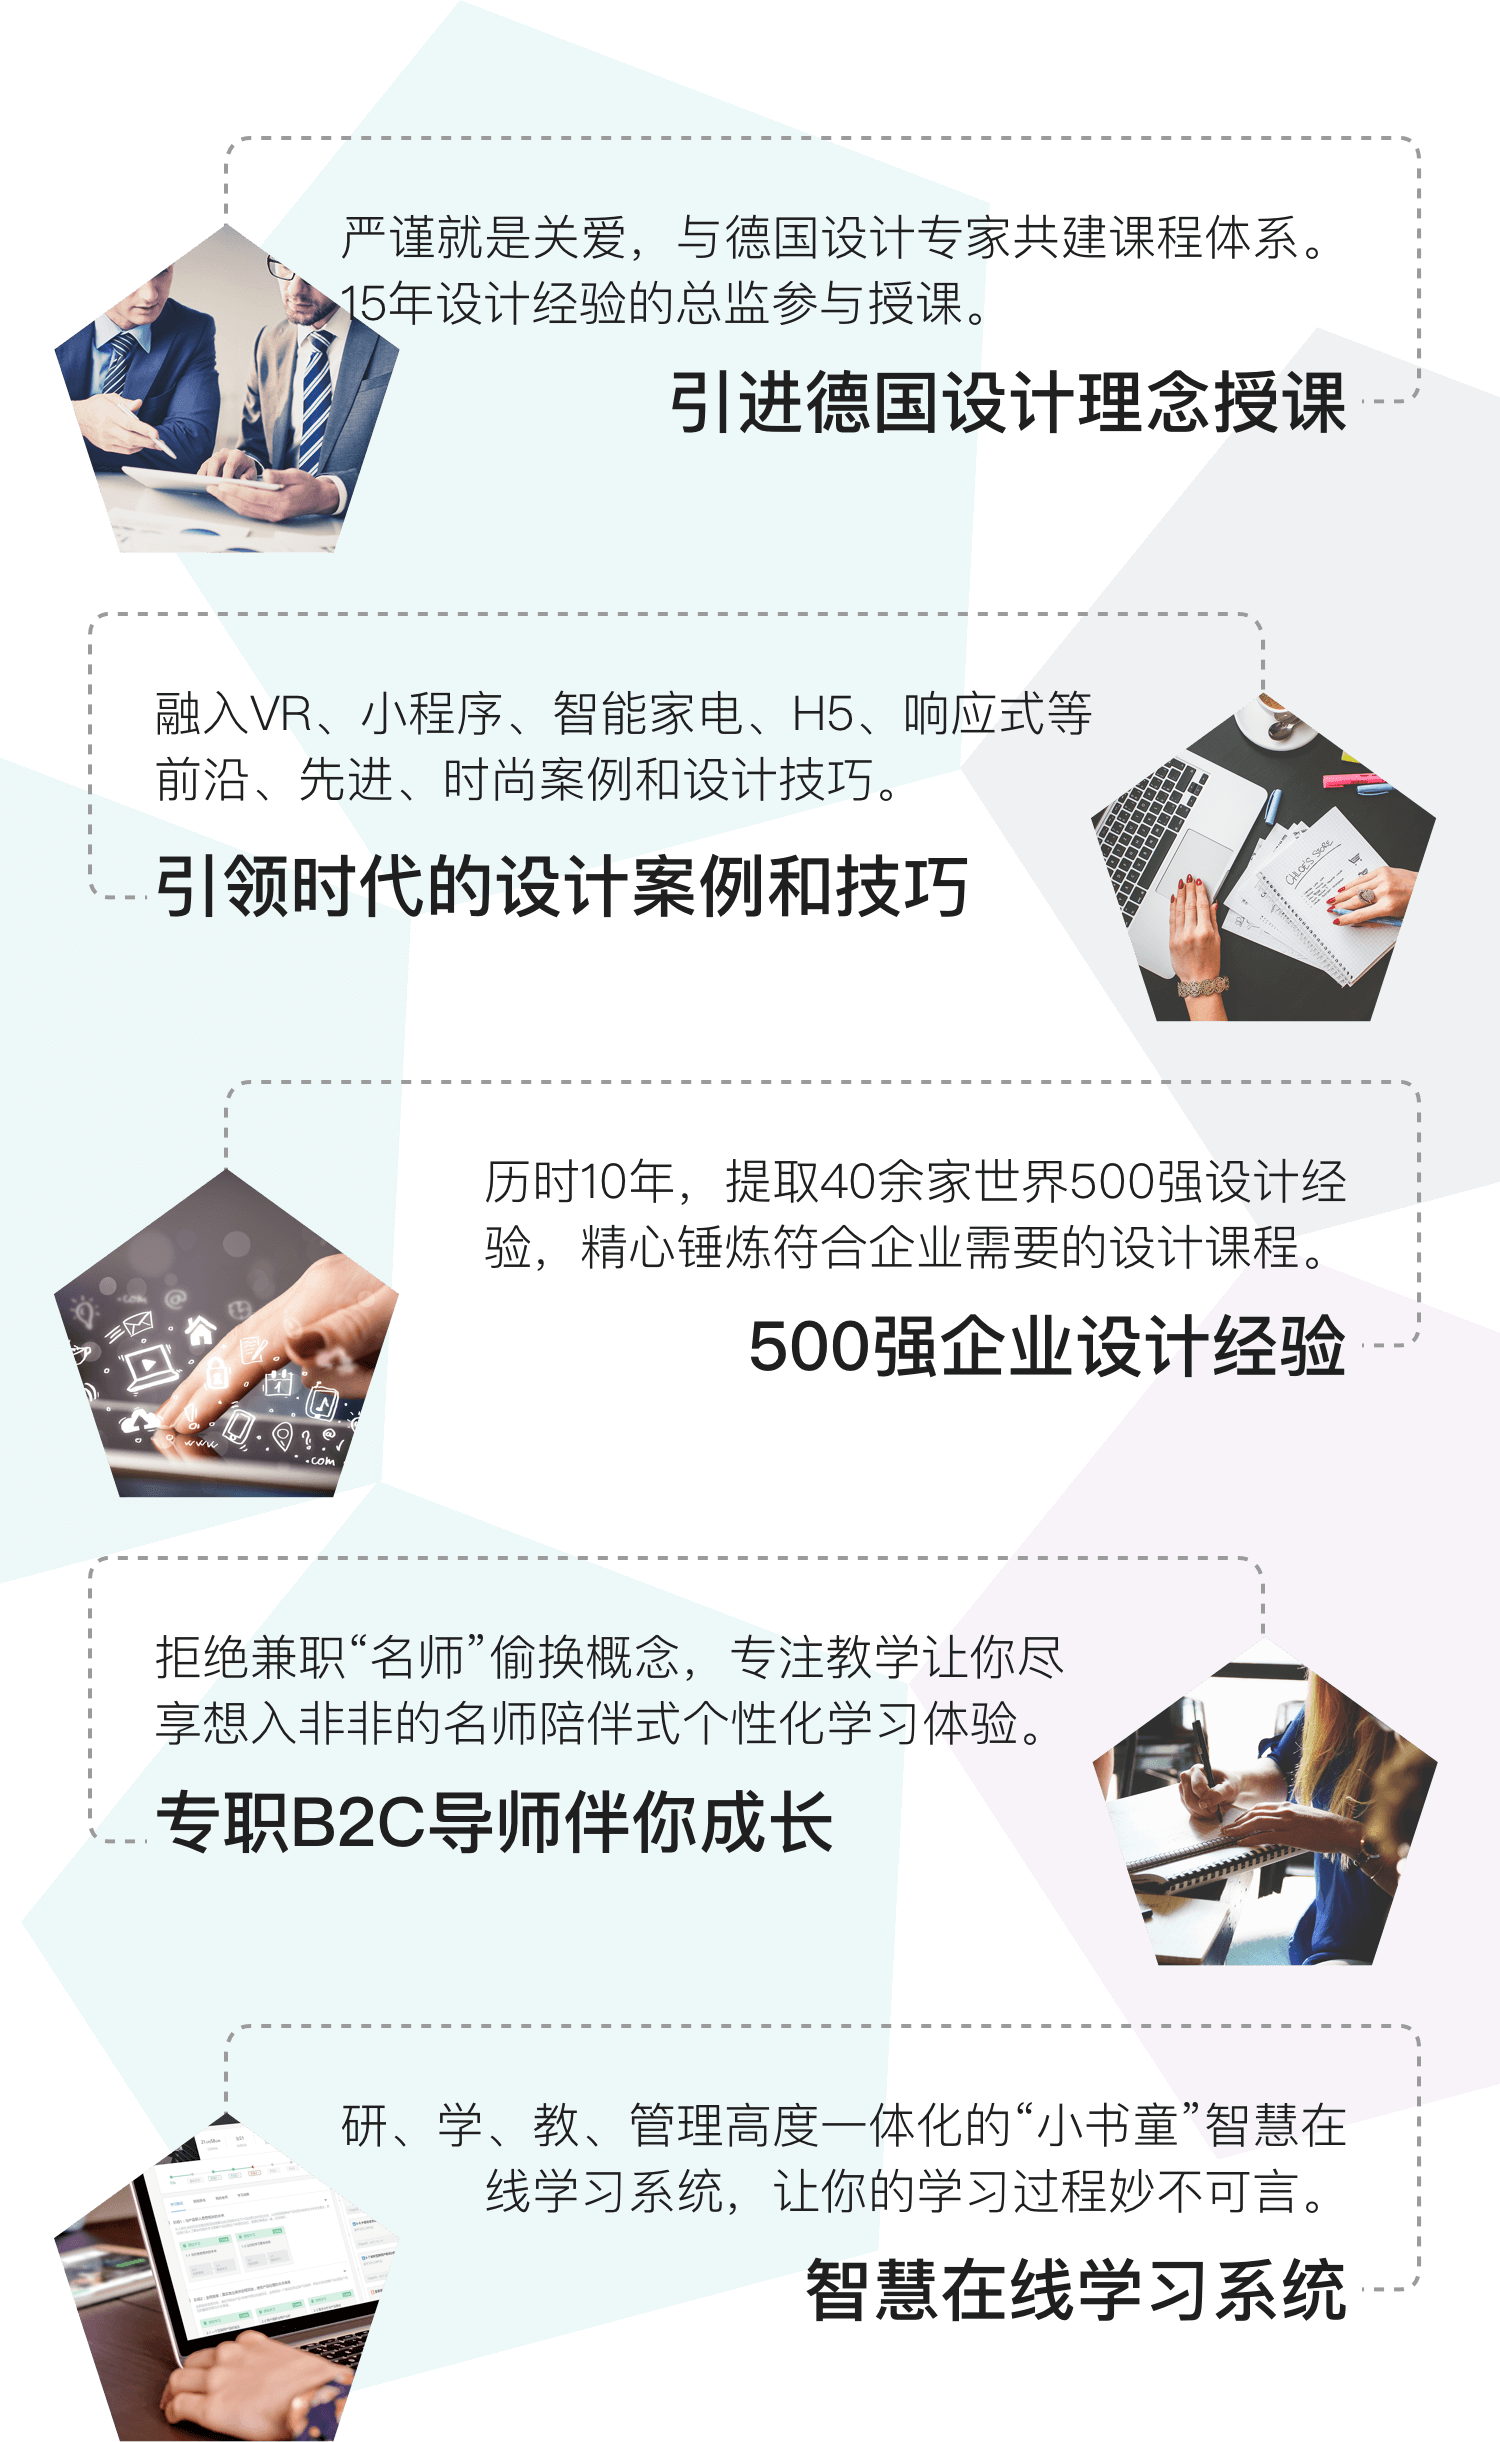 严谨就是关爱，与德国设计专家共建课程体系。
15年设计经验的总监参与授课。
引进德国设计理念授课
融入VR、小程序、智能家电、H5、响应式等
前沿、先进、时尚案例和设计技巧。
引领时代的设计案例和技巧
CHLOE'S STORE
历时10年，提取40余家世界500强设计经
验，精心锤炼符合企业需要的设计课程。
500强企业设计经验
www
.com
拒绝兼职“名师”偷换概念，专注教学让你尽
享想入非非的名师陪伴式个性化学习体验。
专职B2C导师伴你成长
研、学、教、管理高度一体化的“小书童”智慧在
线学习系统，让你的学习过程妙不可言。
智慧在线学习系统